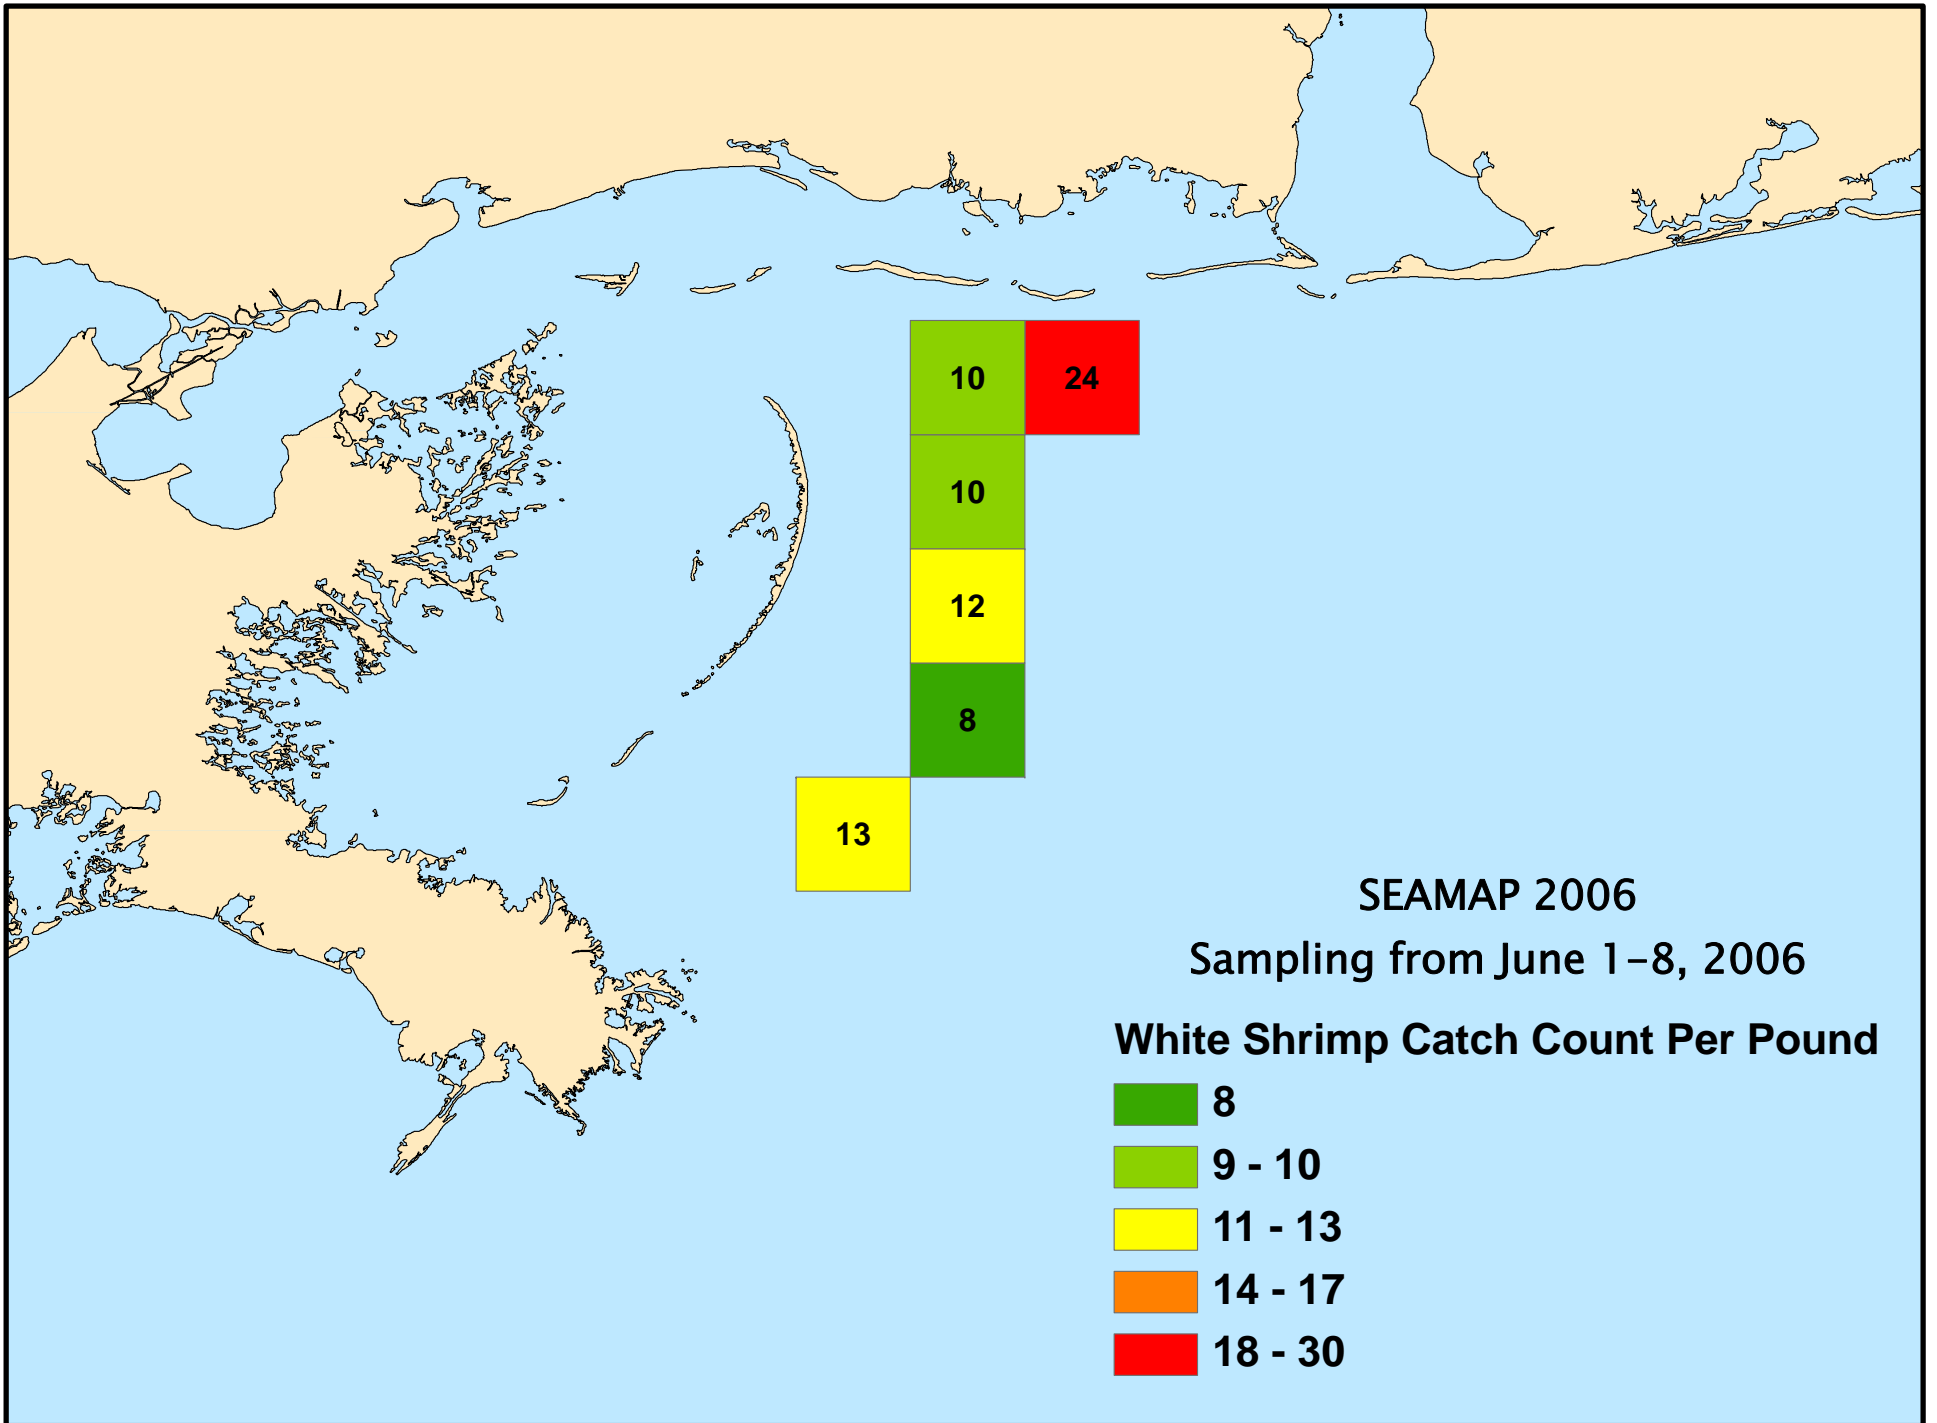 10 24
10
12
8
13
SEAMAP 2006
Sampling from June 1-8, 2006
White Shrimp Catch Count Per Pound
8
9 - 10
11 - 13
14 - 17
18 - 30